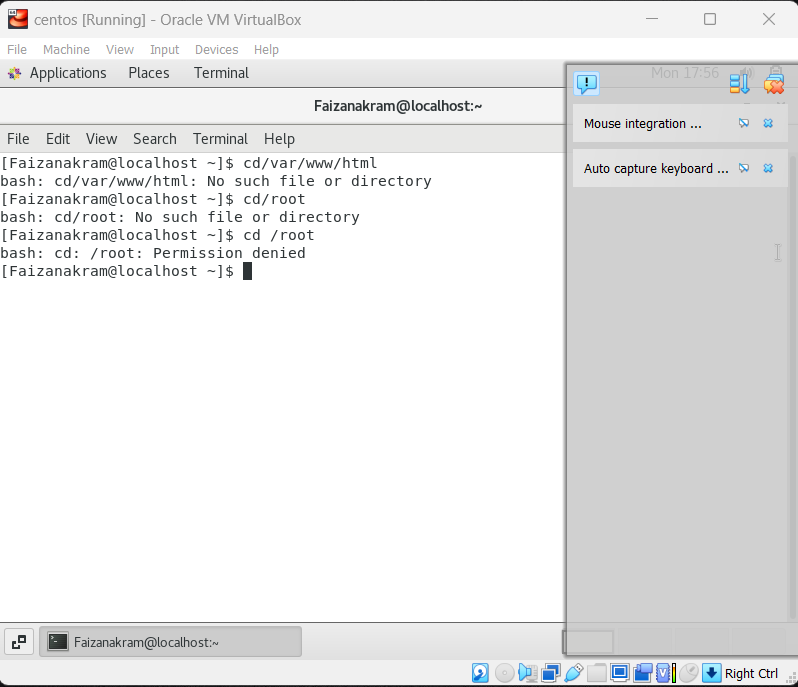 centos [Running] - Oracle VM VirtualBox
File Machine View Input Devices Help
Applications Places Terminal Mon 17:56
Faizanakram@localhost:~
File Edit View Search Terminal Help
Mouse integration ...
Auto capture keyboard ...
[Faizanakram@localhost ~]$ cd/var/www/html
bash: cd/var/www/html: No such file or directory
[Faizanakram@localhost ~]$ cd/root
bash: cd/root: No such file or directory
[Faizanakram@localhost ~]$ cd /root
bash: cd: /root: Permission denied
[Faizanakram@localhost ~]$
Faizanakram@localhost:~
Right Ctrl